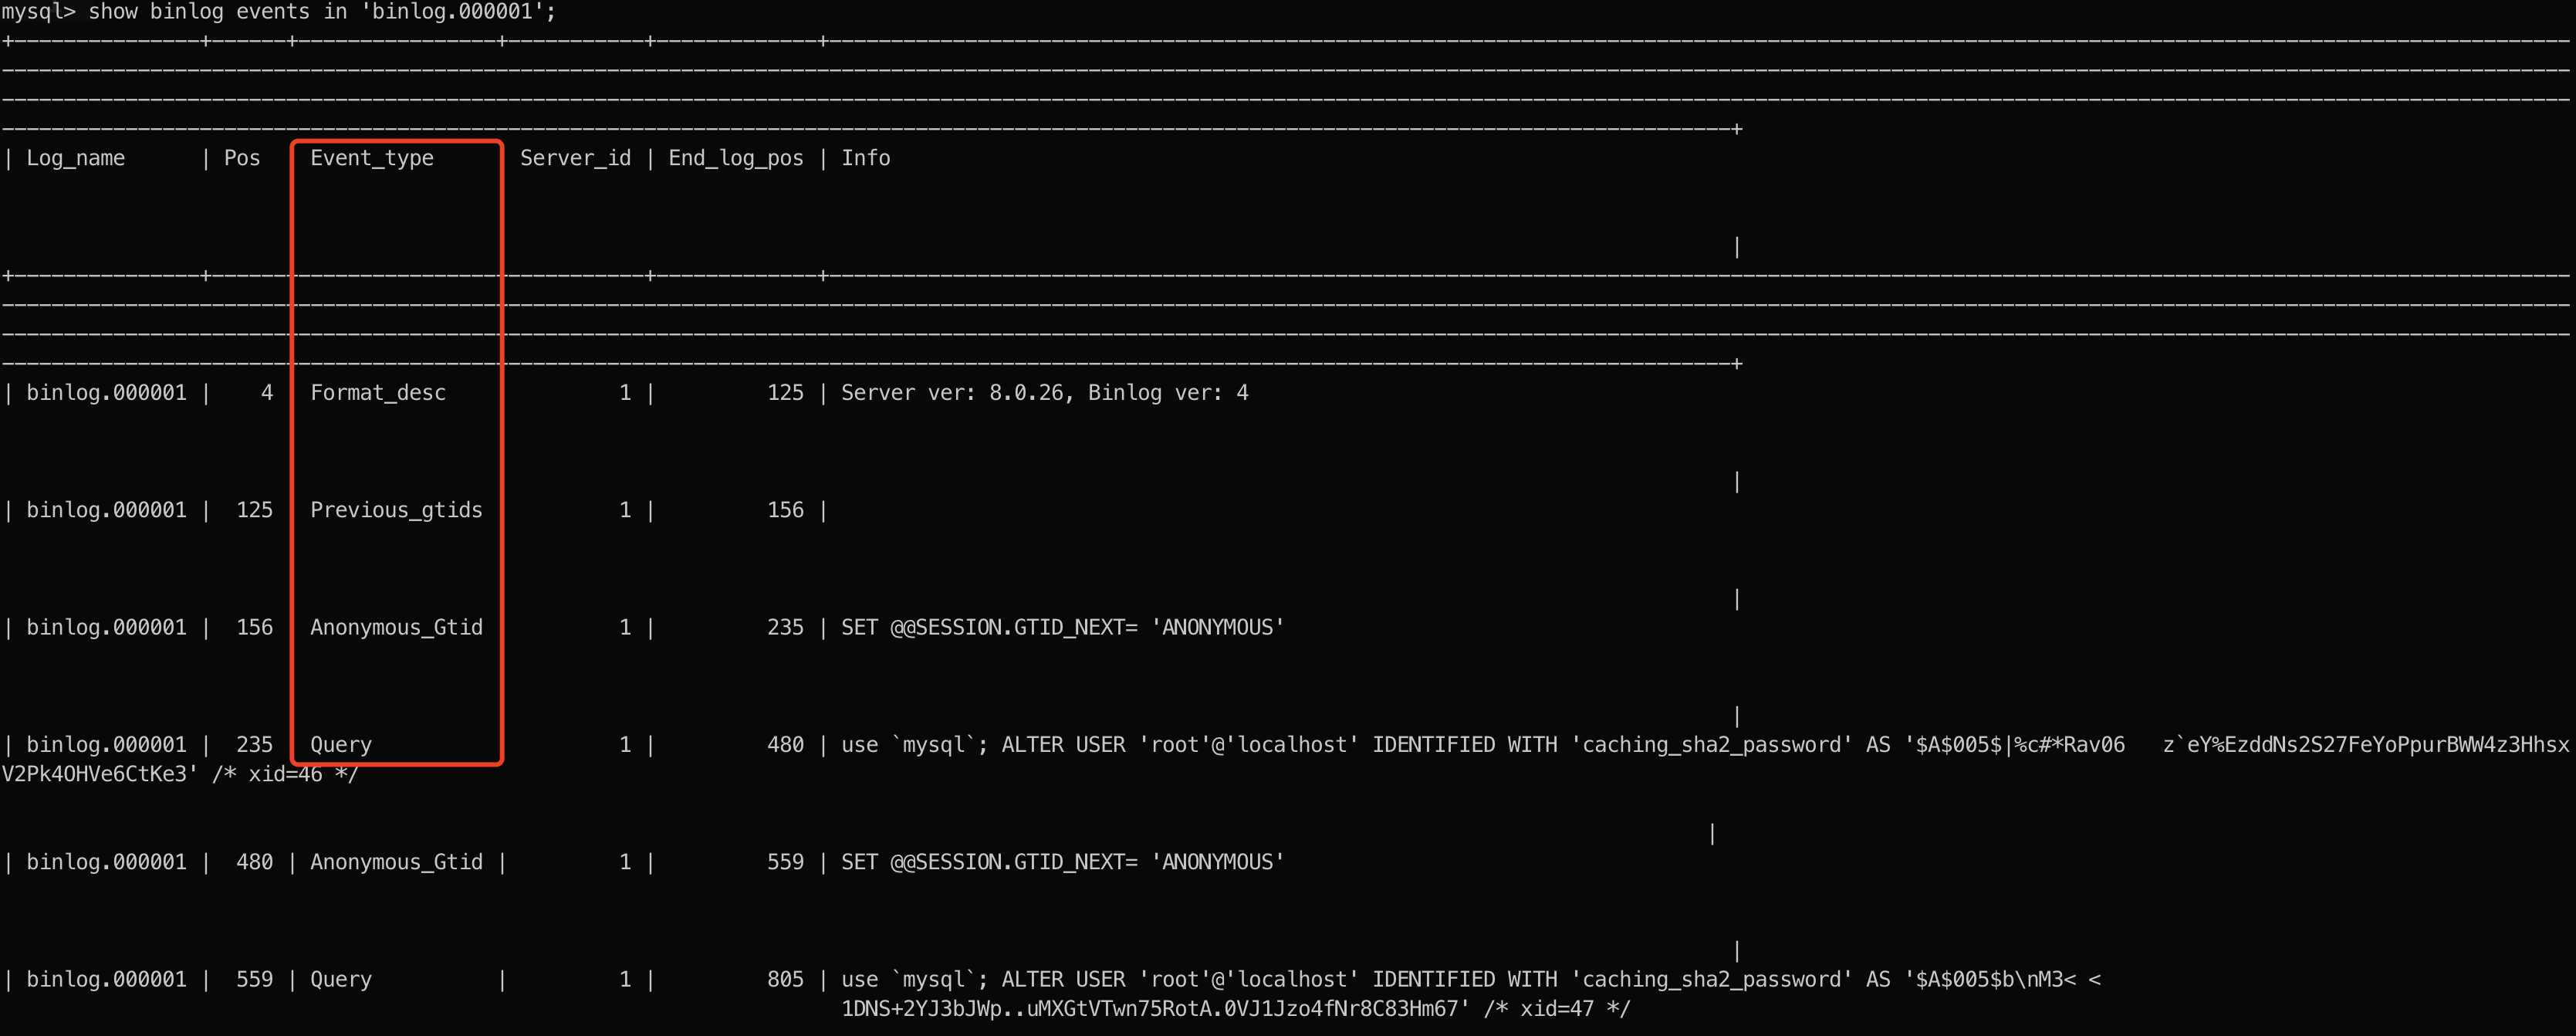 mysql> show binlog events in 'binlog.000001';
| Log_name | Pos Event_type Server_id | End_log_pos | Info
|
| binlog.000001 | 4 Format_desc 1 | 125 | Server ver: 8.0.26, Binlog ver: 4
|
| binlog.000001 | 125 Previous_gtids 1 | 156 |
|
| binlog.000001 | 156 Anonymous_Gtid 1 | 235 | SET @@SESSION.GTID_NEXT= 'ANONYMOUS'
|
| binlog.000001 | 235 Query 1 | 480 | use `mysql`; ALTER USER 'root'@'localhost' IDENTIFIED WITH 'caching_sha2_password' AS '$A$005$|%c#*Rav06 z`eY%EzddNs2S27FeYoPpurBWW4z3Hhsx
V2Pk4OHVe6CtKe3' /* xid=46 */
|
| binlog.000001 | 480 | Anonymous_Gtid | 1 | 559 | SET @@SESSION.GTID_NEXT= 'ANONYMOUS'
|
| binlog.000001 | 559 | Query | 1 | 805 | use `mysql`; ALTER USER 'root'@'localhost' IDENTIFIED WITH 'caching_sha2_password' AS '$A$005$b\nM3< <
1DNS+2YJ3bJWp..uMXGtVTwn75RotA.0VJ1Jzo4fNr8C83Hm67' /* xid=47 */